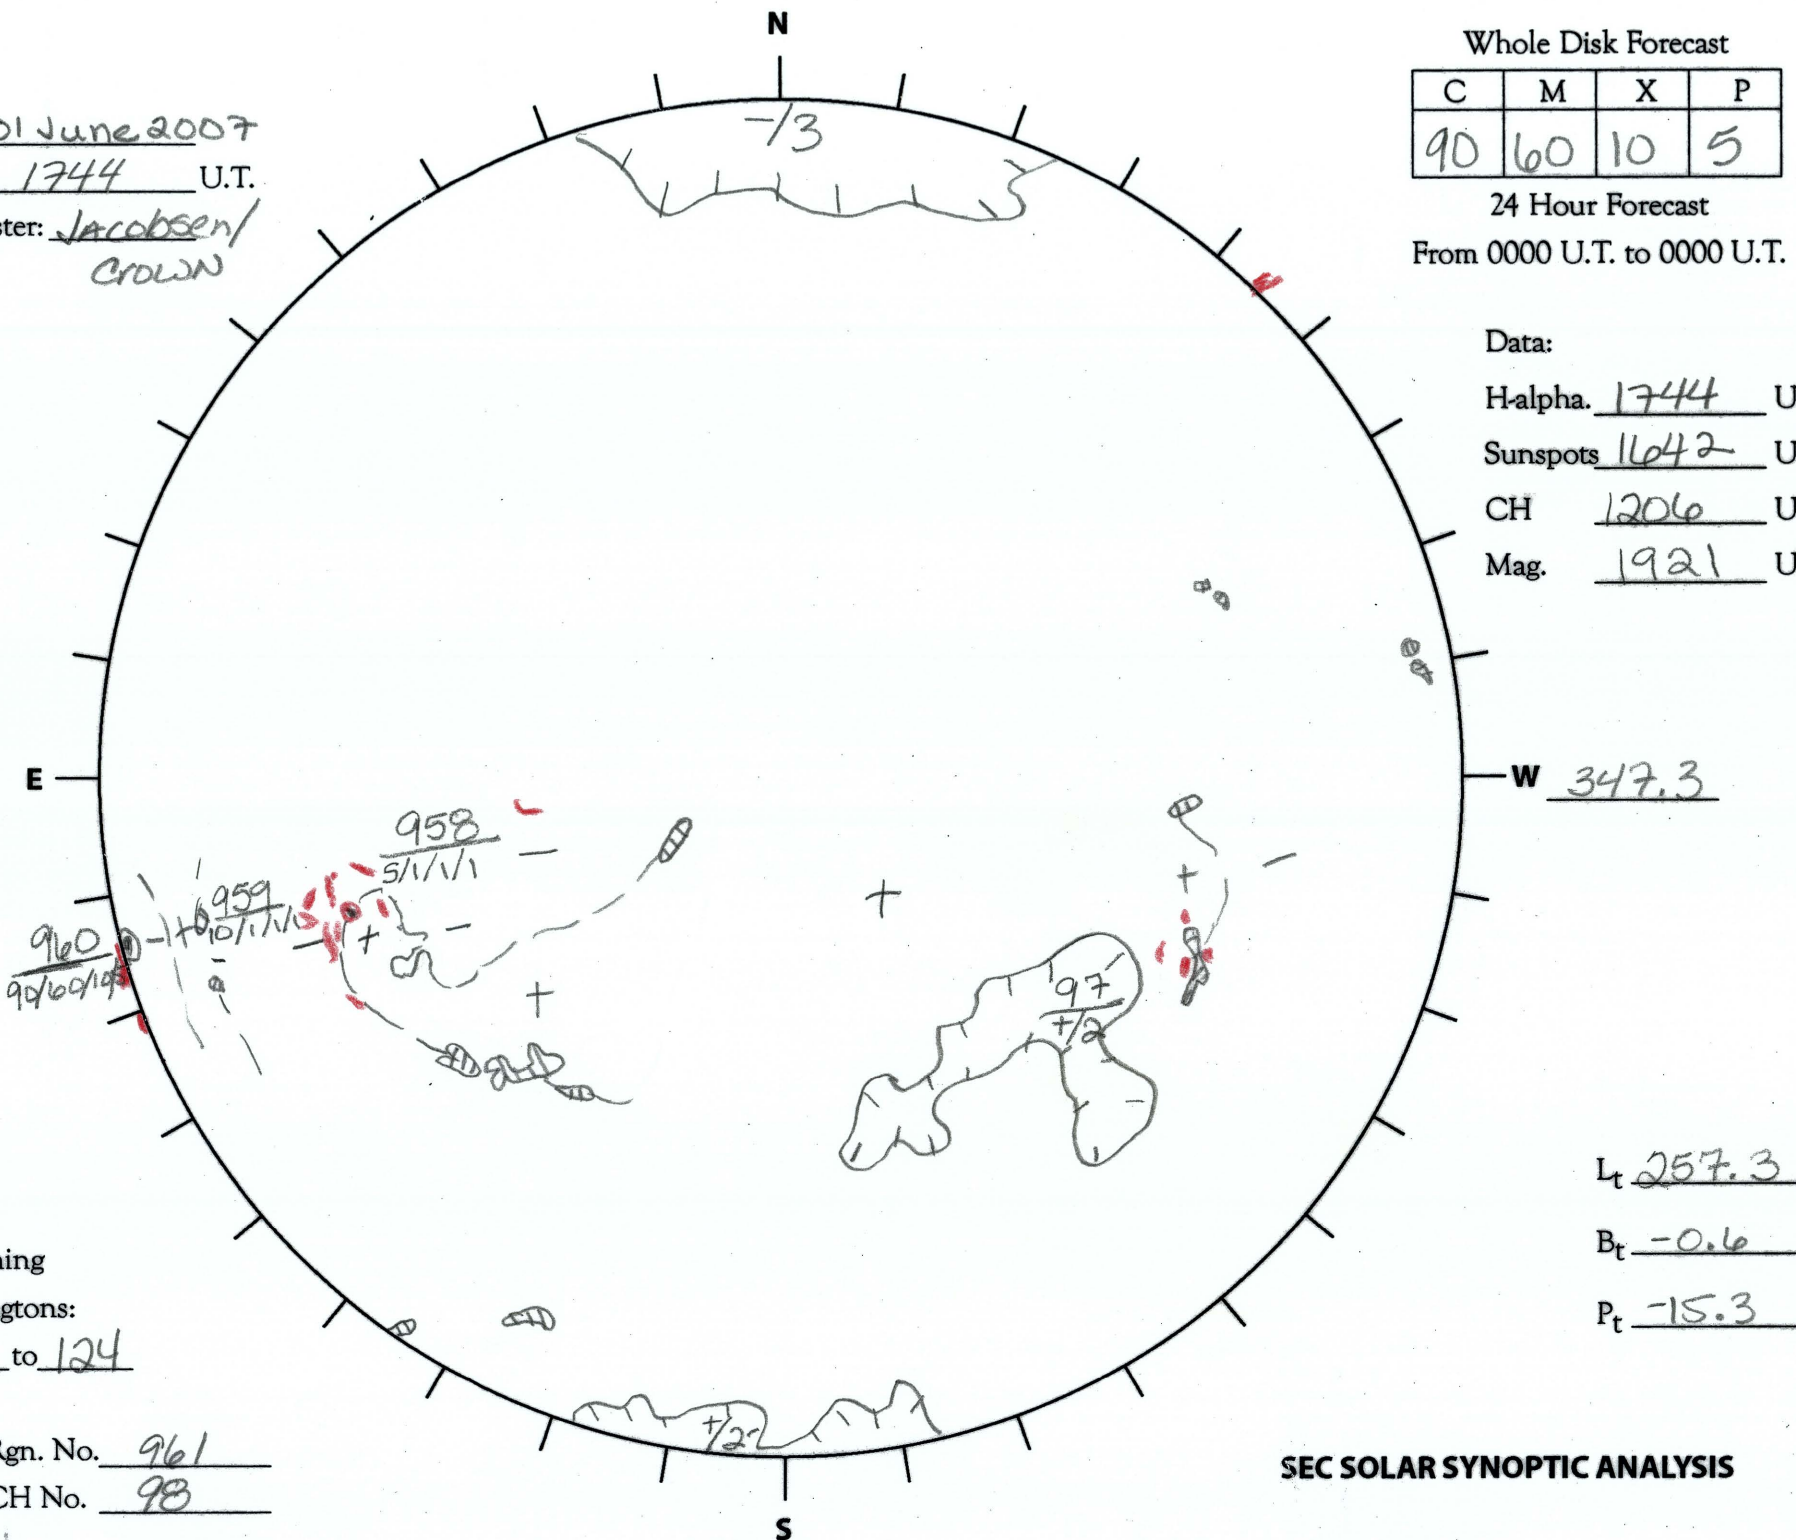 N
01 June 2007
1744 U.T.
ster: Jacobsen/
Crown
-/3
Whole Disk Forecast
C M X P
90 60 10 5
24 Hour Forecast
From 0000 U.T. to 0000 U.T.
Data:
H-alpha. 1744 U
Sunspots 1642 U
CH 1206 U
Mag. 1921 U
E
W 347.3
958
5/1/1/1
959
10/1/1/1
960
90/60/10/5
97
+/2
Lt 257.3
Bt -0.6
Pt -15.3
ning
gtons:
to 124
Rgn. No. 961
CH No. 98
+/2
SEC SOLAR SYNOPTIC ANALYSIS
S